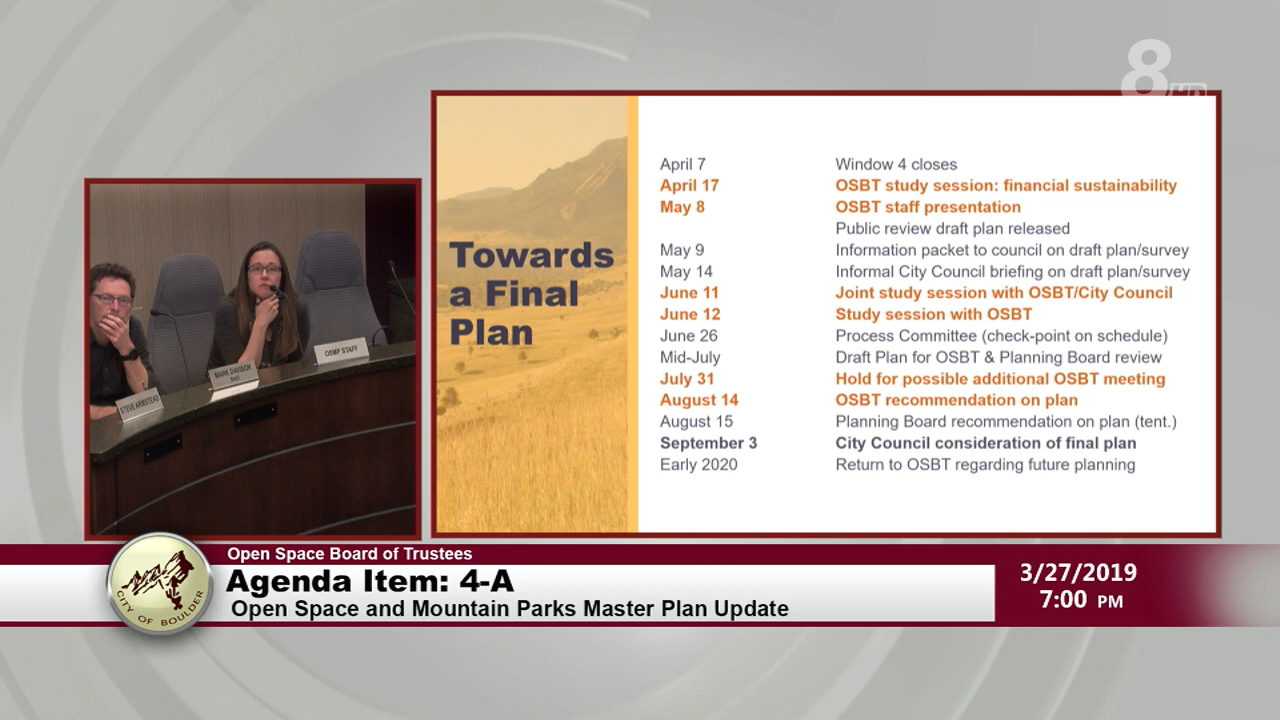 8
HD
Towards
a Final
Plan
April 7 Window 4 closes
April 17 OSBT study session: financial sustainability
May 8 OSBT staff presentation
Public review draft plan released
May 9 Information packet to council on draft plan/survey
May 14 Informal City Council briefing on draft plan/survey
June 11 Joint study session with OSBT/City Council
June 12 Study session with OSBT
June 26 Process Committee (check-point on schedule)
Mid-July Draft Plan for OSBT & Planning Board review
July 31 Hold for possible additional OSBT meeting
August 14 OSBT recommendation on plan
August 15 Planning Board recommendation on plan (tent.)
September 3 City Council consideration of final plan
Early 2020 Return to OSBT regarding future planning
STEVE ARMSTEAD
MARK DAVISON
OSMP STAFF
Open Space Board of Trustees
Agenda Item: 4-A
Open Space and Mountain Parks Master Plan Update
3/27/2019
7:00 PM
CITY OF BOULDER